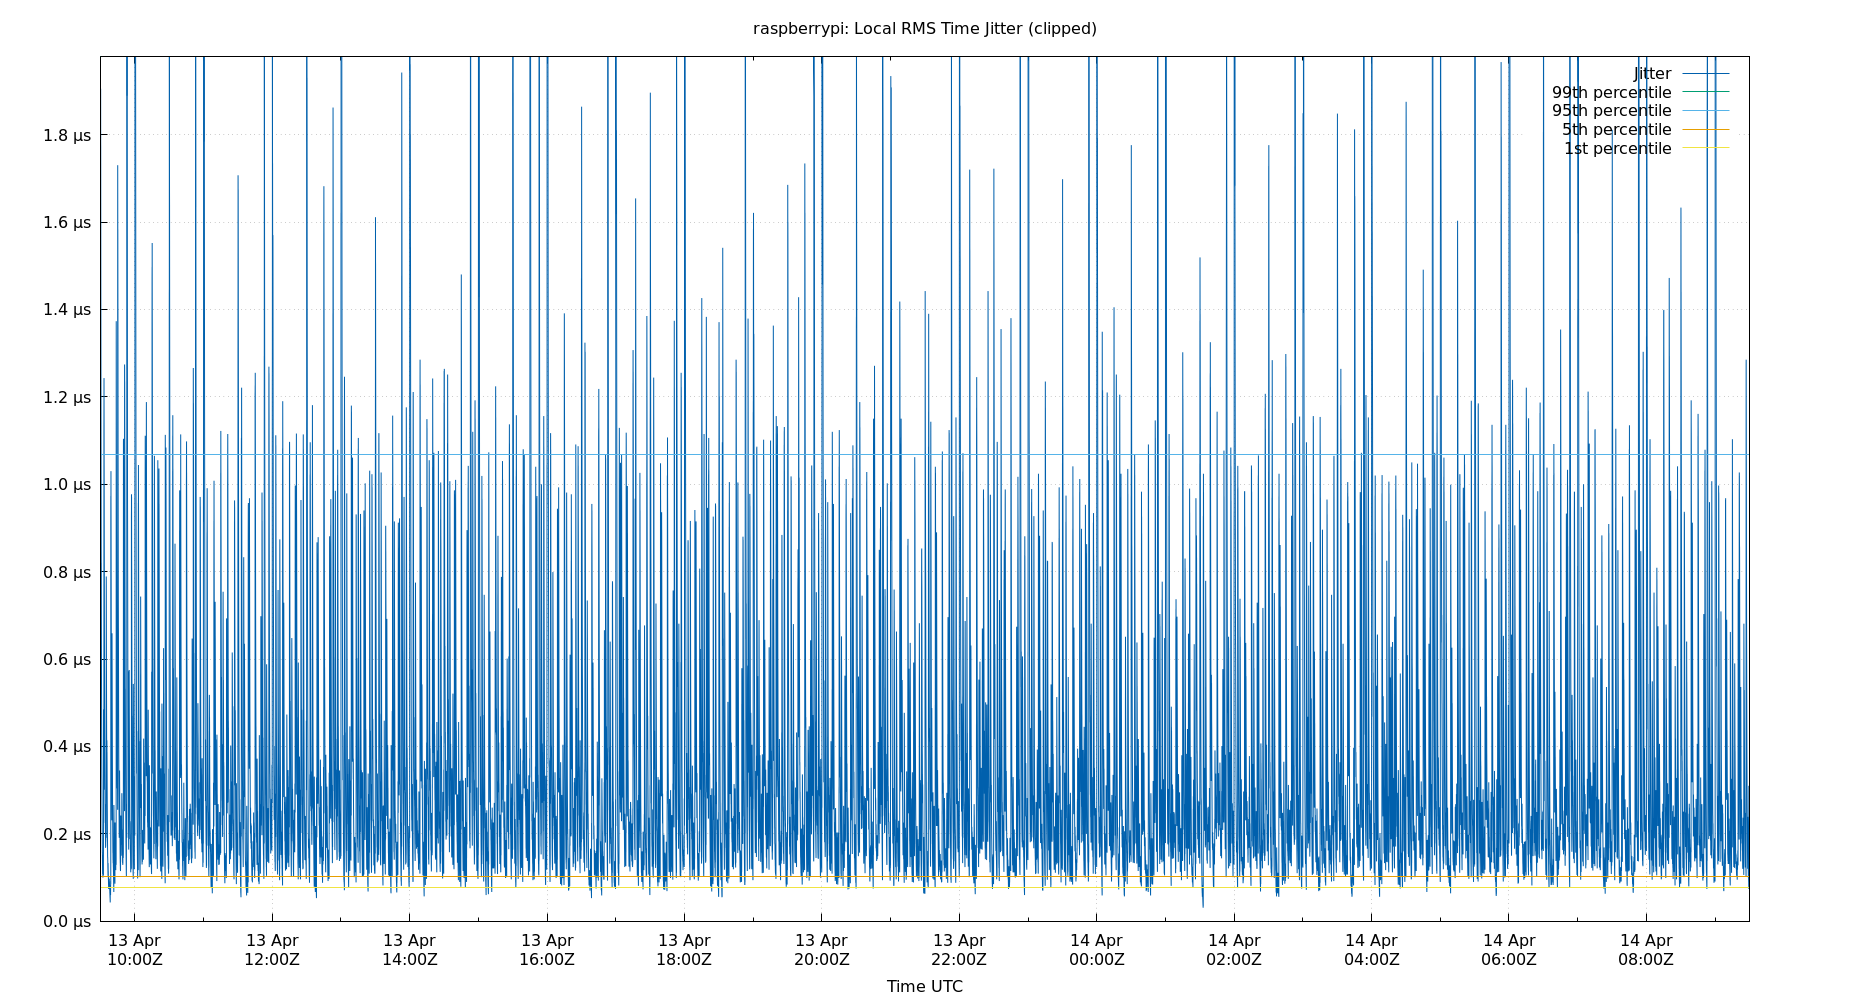 raspberrypi: Local RMS Time Jitter (clipped)
Jitter
99th percentile
95th percentile
5th percentile
1st percentile
1.8 μs
1.6 μs
1.4 μs
1.2 μs
1.0 μs
0.8 μs
0.6 μs
0.4 μs
0.2 μs
0.0 μs
13 Apr 13 Apr 13 Apr 13 Apr 13 Apr 13 Apr 13 Apr 14 Apr 14 Apr 14 Apr 14 Apr 14 Apr
10:00Z 12:00Z 14:00Z 16:00Z 18:00Z 20:00Z 22:00Z 00:00Z 02:00Z 04:00Z 06:00Z 08:00Z
Time UTC